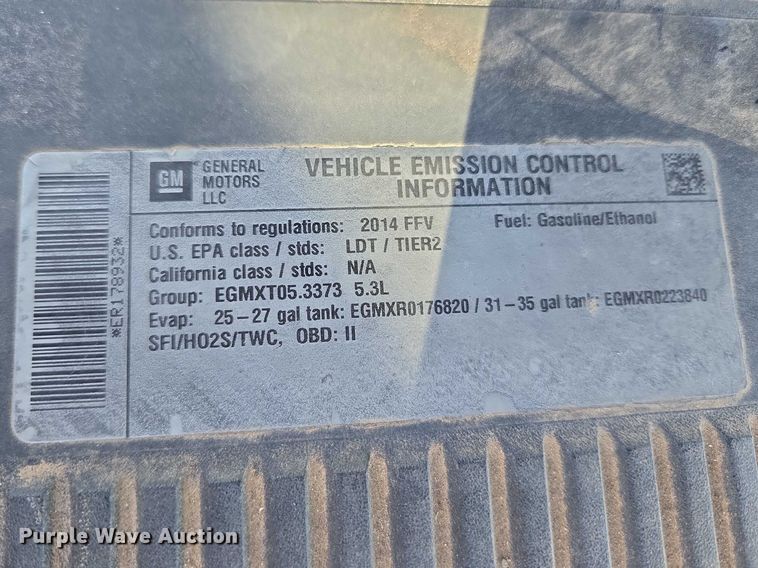 GM
GENERAL
MOTORS
LLC
VEHICLE EMISSION CONTROL
INFORMATION
Conforms to regulations: 2014 FFV
Fuel: Gasoline/Ethanol
U.S. EPA class / stds: LDT / TIER2
California class / stds: N/A
Group: EGMXT05.3373 5.3L
Evap: 25-27 gal tank: EGMXR0176820 / 31-35 gal tank: EGMXR0223840
SFI/HO2S/TWC, OBD: II
*ER178932*
Purple Wave Auction®